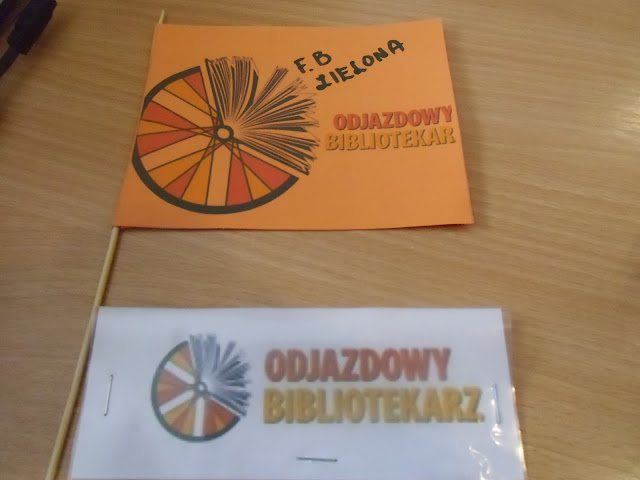 F.B
ZIELONA
ODJAZDOWY
BIBLIOTEKAR
ODJAZDOWY
BIBLIOTEKARZ